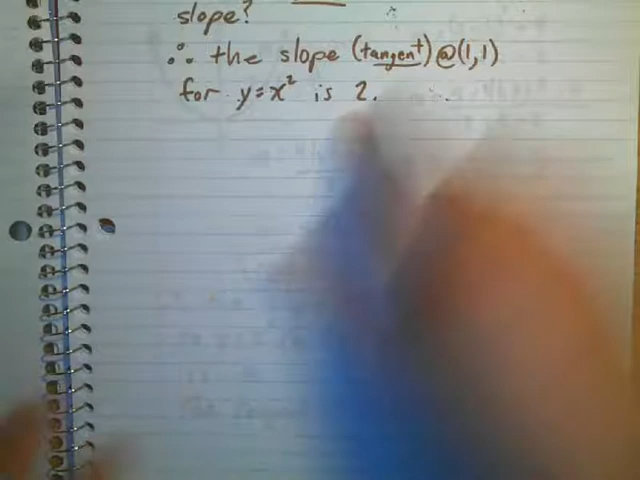 slope?
∴ the slope (tangent)@(1,1)
for y=x² is 2.